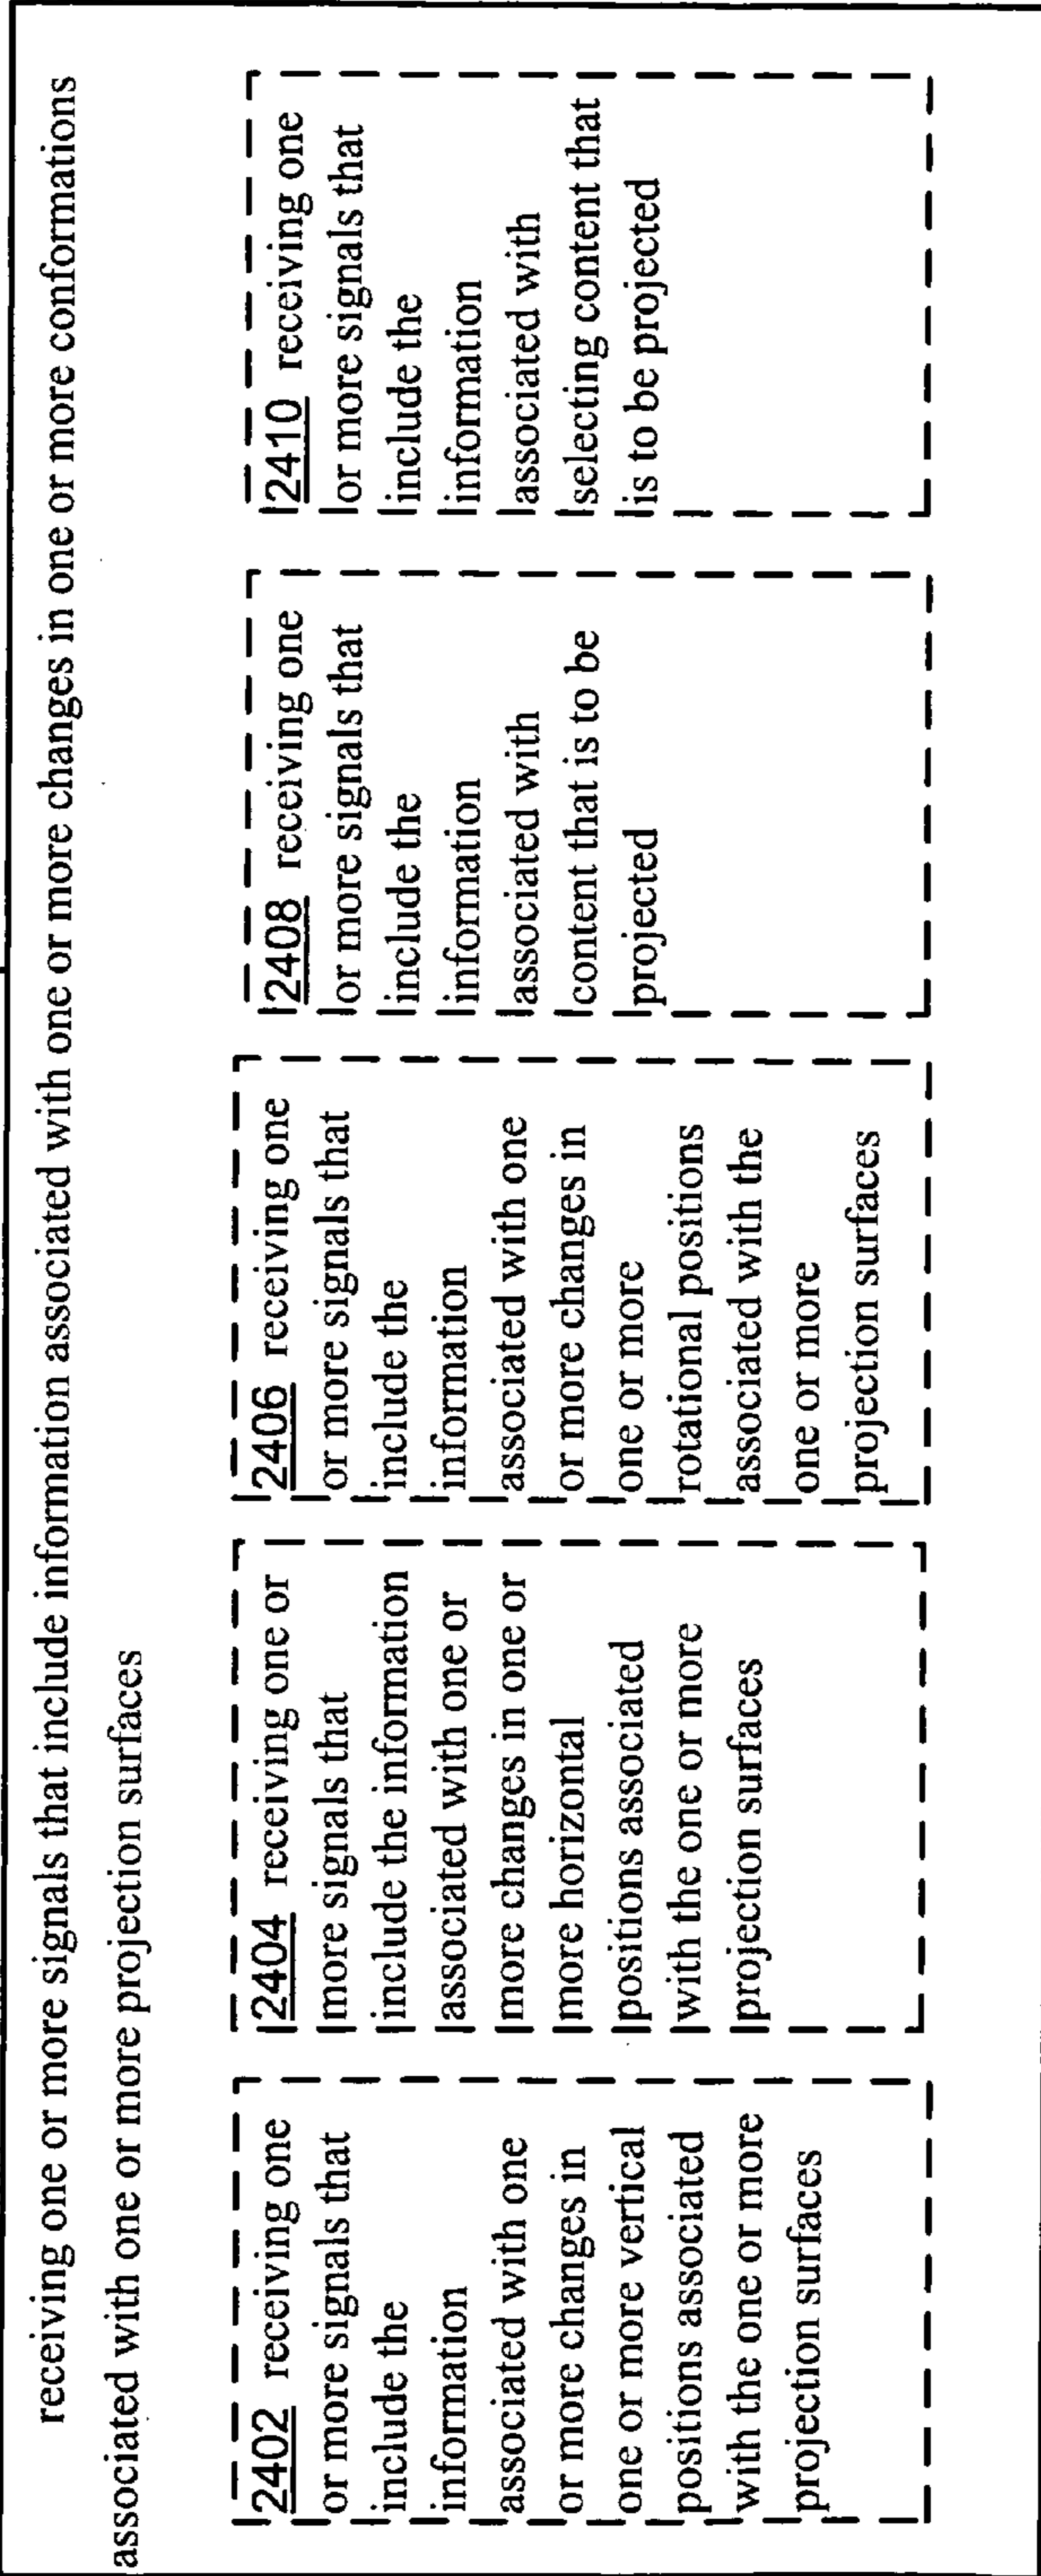 receiving one or more signals that include information associated with one or more changes in one or more conformations
associated with one or more projection surfaces
2402 receiving one
or more signals that
include the
information
associated with one
or more changes in
one or more vertical
positions associated
with the one or more
projection surfaces
2404 receiving one or
more signals that
include the information
associated with one or
more changes in one or
more horizontal
positions associated
with the one or more
projection surfaces
2406 receiving one
or more signals that
include the
information
associated with one
or more changes in
one or more
rotational positions
associated with the
one or more
projection surfaces
2408 receiving one
or more signals that
include the
information
associated with
content that is to be
projected
2410 receiving one
or more signals that
include the
information
associated with
selecting content that
is to be projected